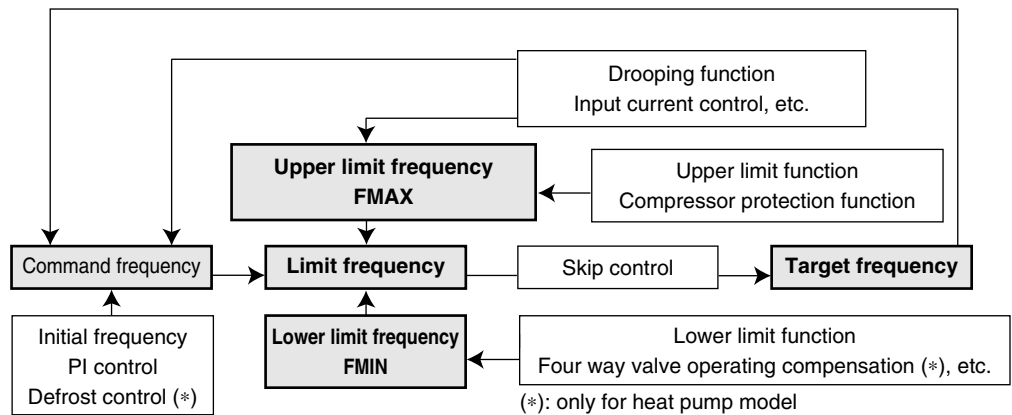 Drooping function
Input current control, etc.
Upper limit frequency
FMAX
Upper limit function
Compressor protection function
Command frequency
Limit frequency
Skip control
Target frequency
Initial frequency
PI control
Defrost control (*)
Lower limit frequency
FMIN
Lower limit function
Four way valve operating compensation (*), etc.
(*): only for heat pump model